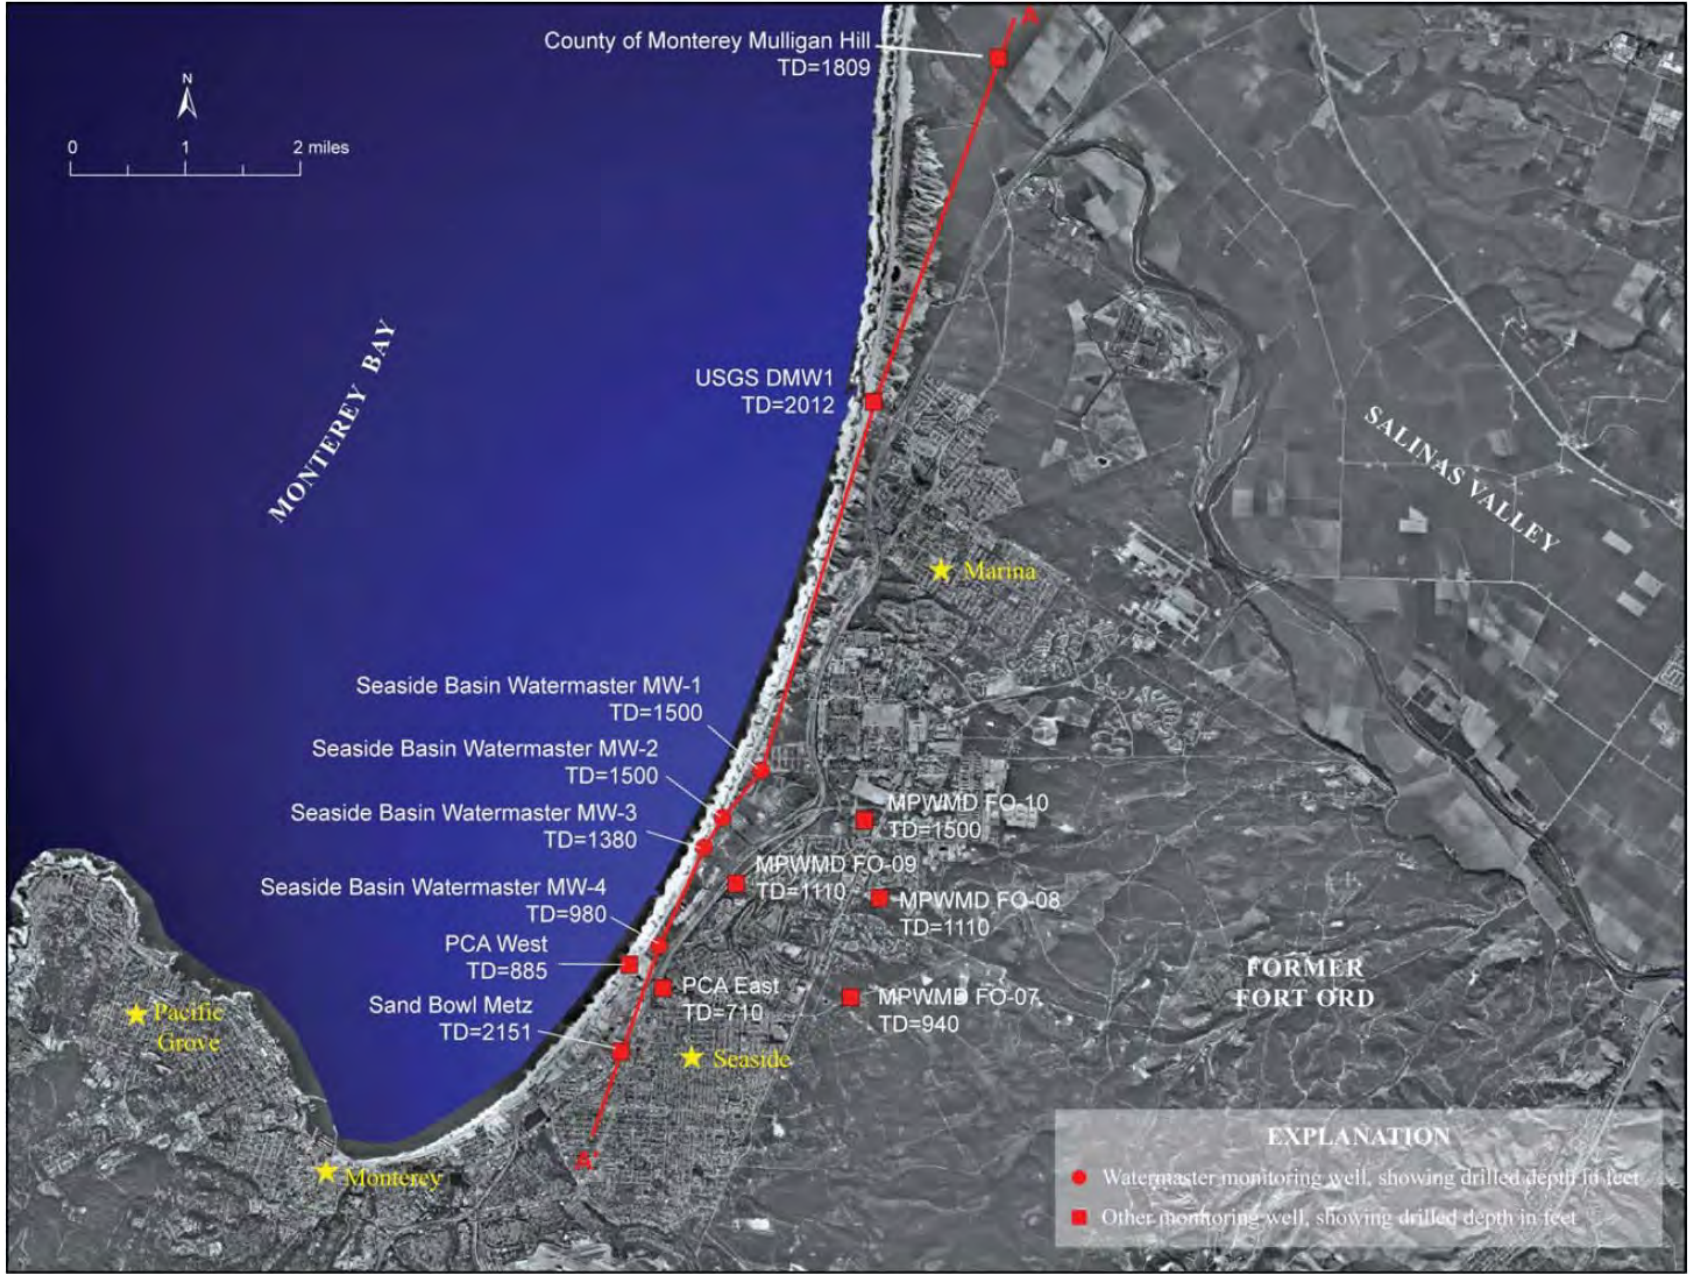 A
County of Monterey Mulligan Hill
TD=1809
N
0 1 2 miles
MONTEREY BAY
USGS DMW1
TD=2012
SALINAS VALLEY
Marina
Seaside Basin Watermaster MW-1
TD=1500
Seaside Basin Watermaster MW-2
TD=1500
Seaside Basin Watermaster MW-3
TD=1380
MPWMD FO-10
TD=1500
MPWMD FO-09
TD=1110
Seaside Basin Watermaster MW-4
TD=980
MPWMD FO-08
TD=1110
PCA West
TD=885
PCA East
TD=710
MPWMD FO-07
TD=940
FORMER
FORT ORD
Sand Bowl Metz
TD=2151
Pacific
Grove
Seaside
A'
Monterey
EXPLANATION
Watermaster monitoring well, showing drilled depth in feet
Other monitoring well, showing drilled depth in feet